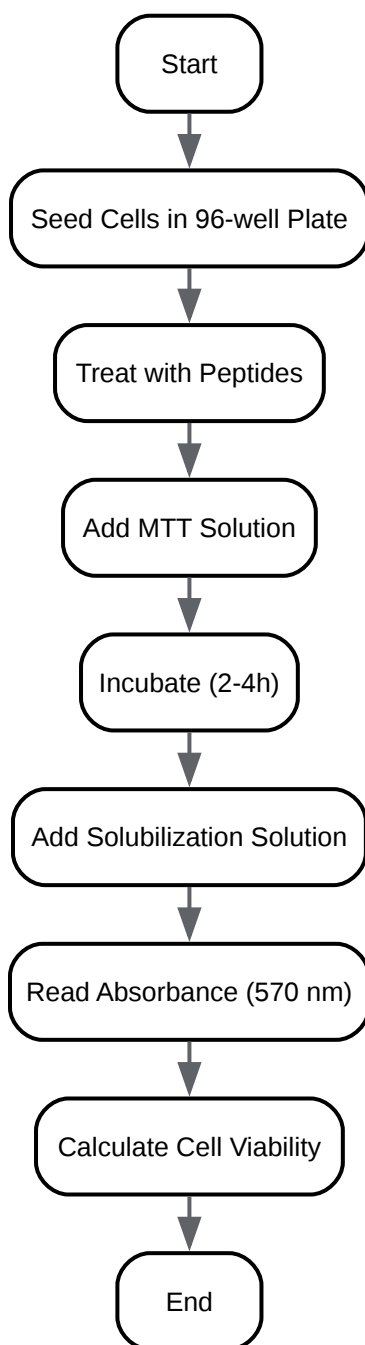 Start
Seed Cells in 96-well Plate
Treat with Peptides
Add MTT Solution
Incubate (2-4h)
Add Solubilization Solution
Read Absorbance (570 nm)
Calculate Cell Viability
End